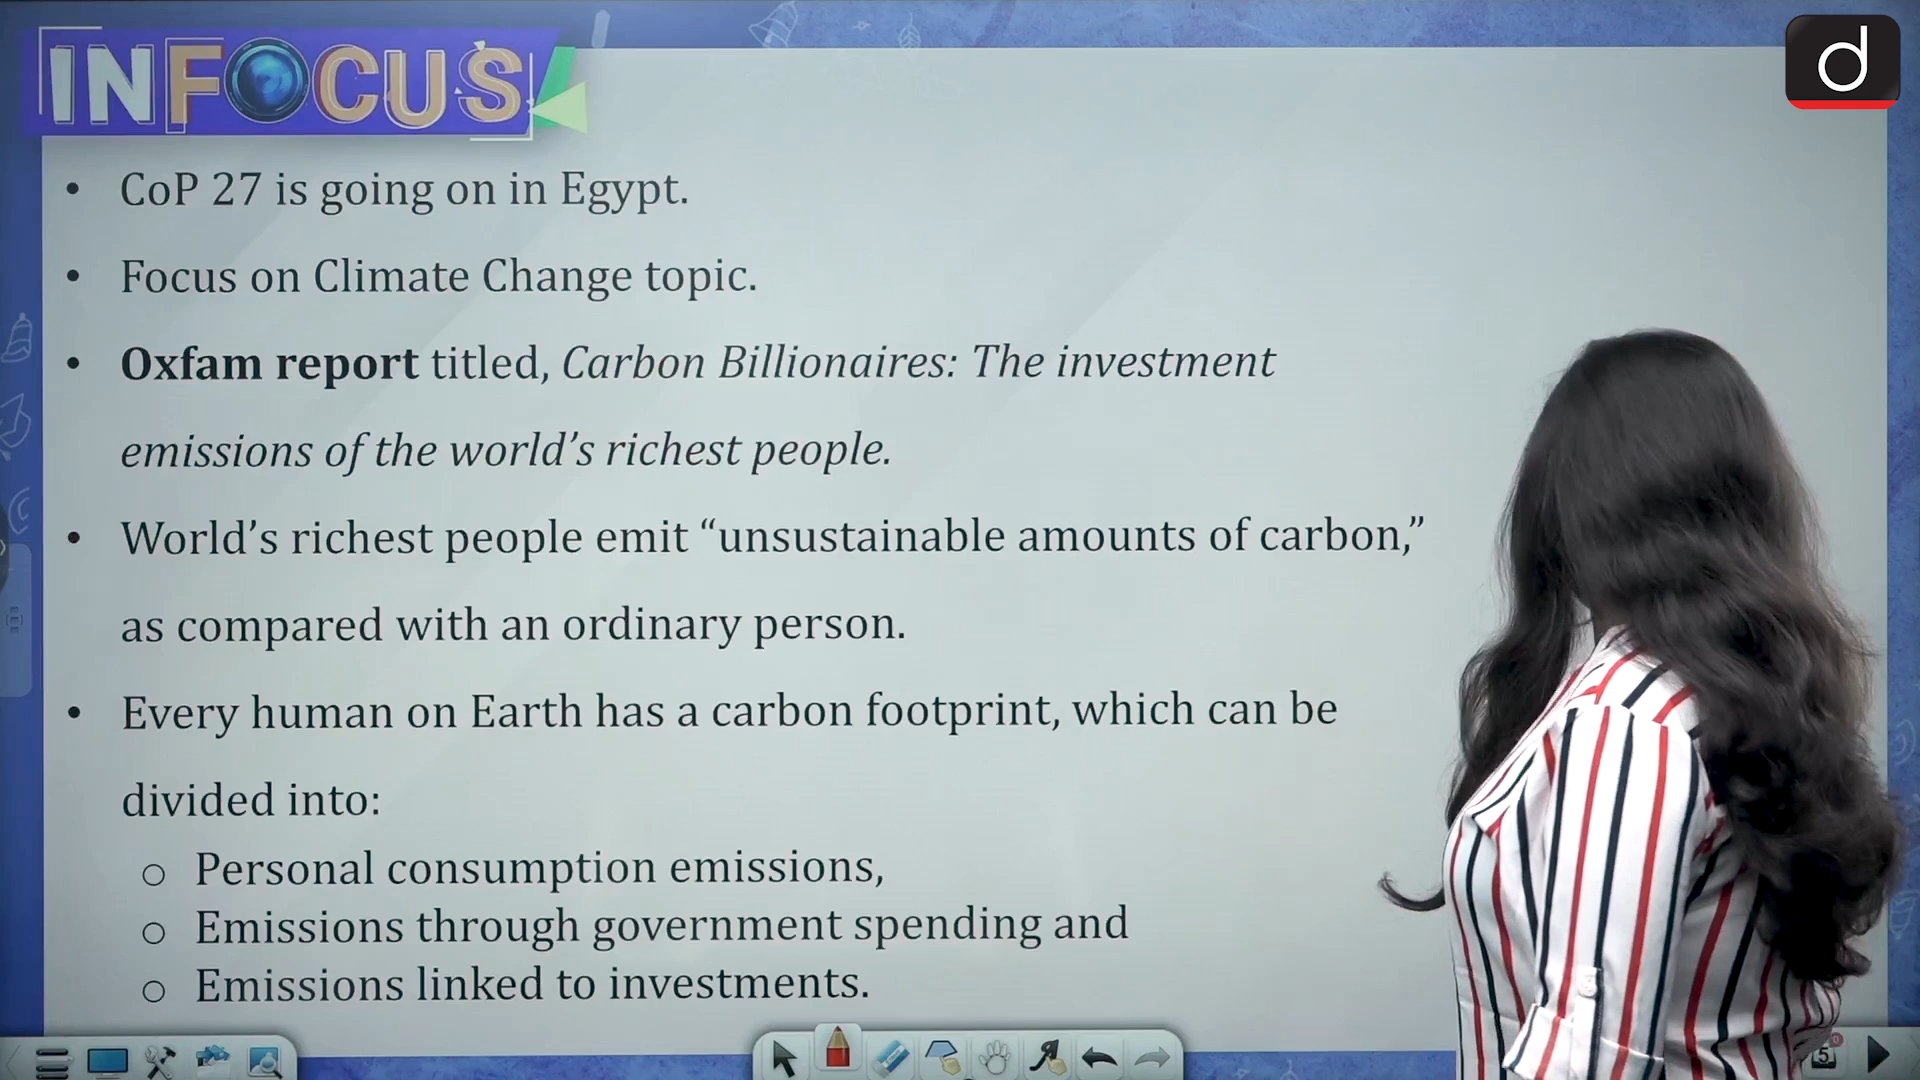 INFOCUS
d
• CoP 27 is going on in Egypt.
• Focus on Climate Change topic.
• Oxfam report titled, Carbon Billionaires: The investment
emissions of the world’s richest people.
• World’s richest people emit “unsustainable amounts of carbon,”
as compared with an ordinary person.
• Every human on Earth has a carbon footprint, which can be
divided into:
o Personal consumption emissions,
o Emissions through government spending and
o Emissions linked to investments.
5